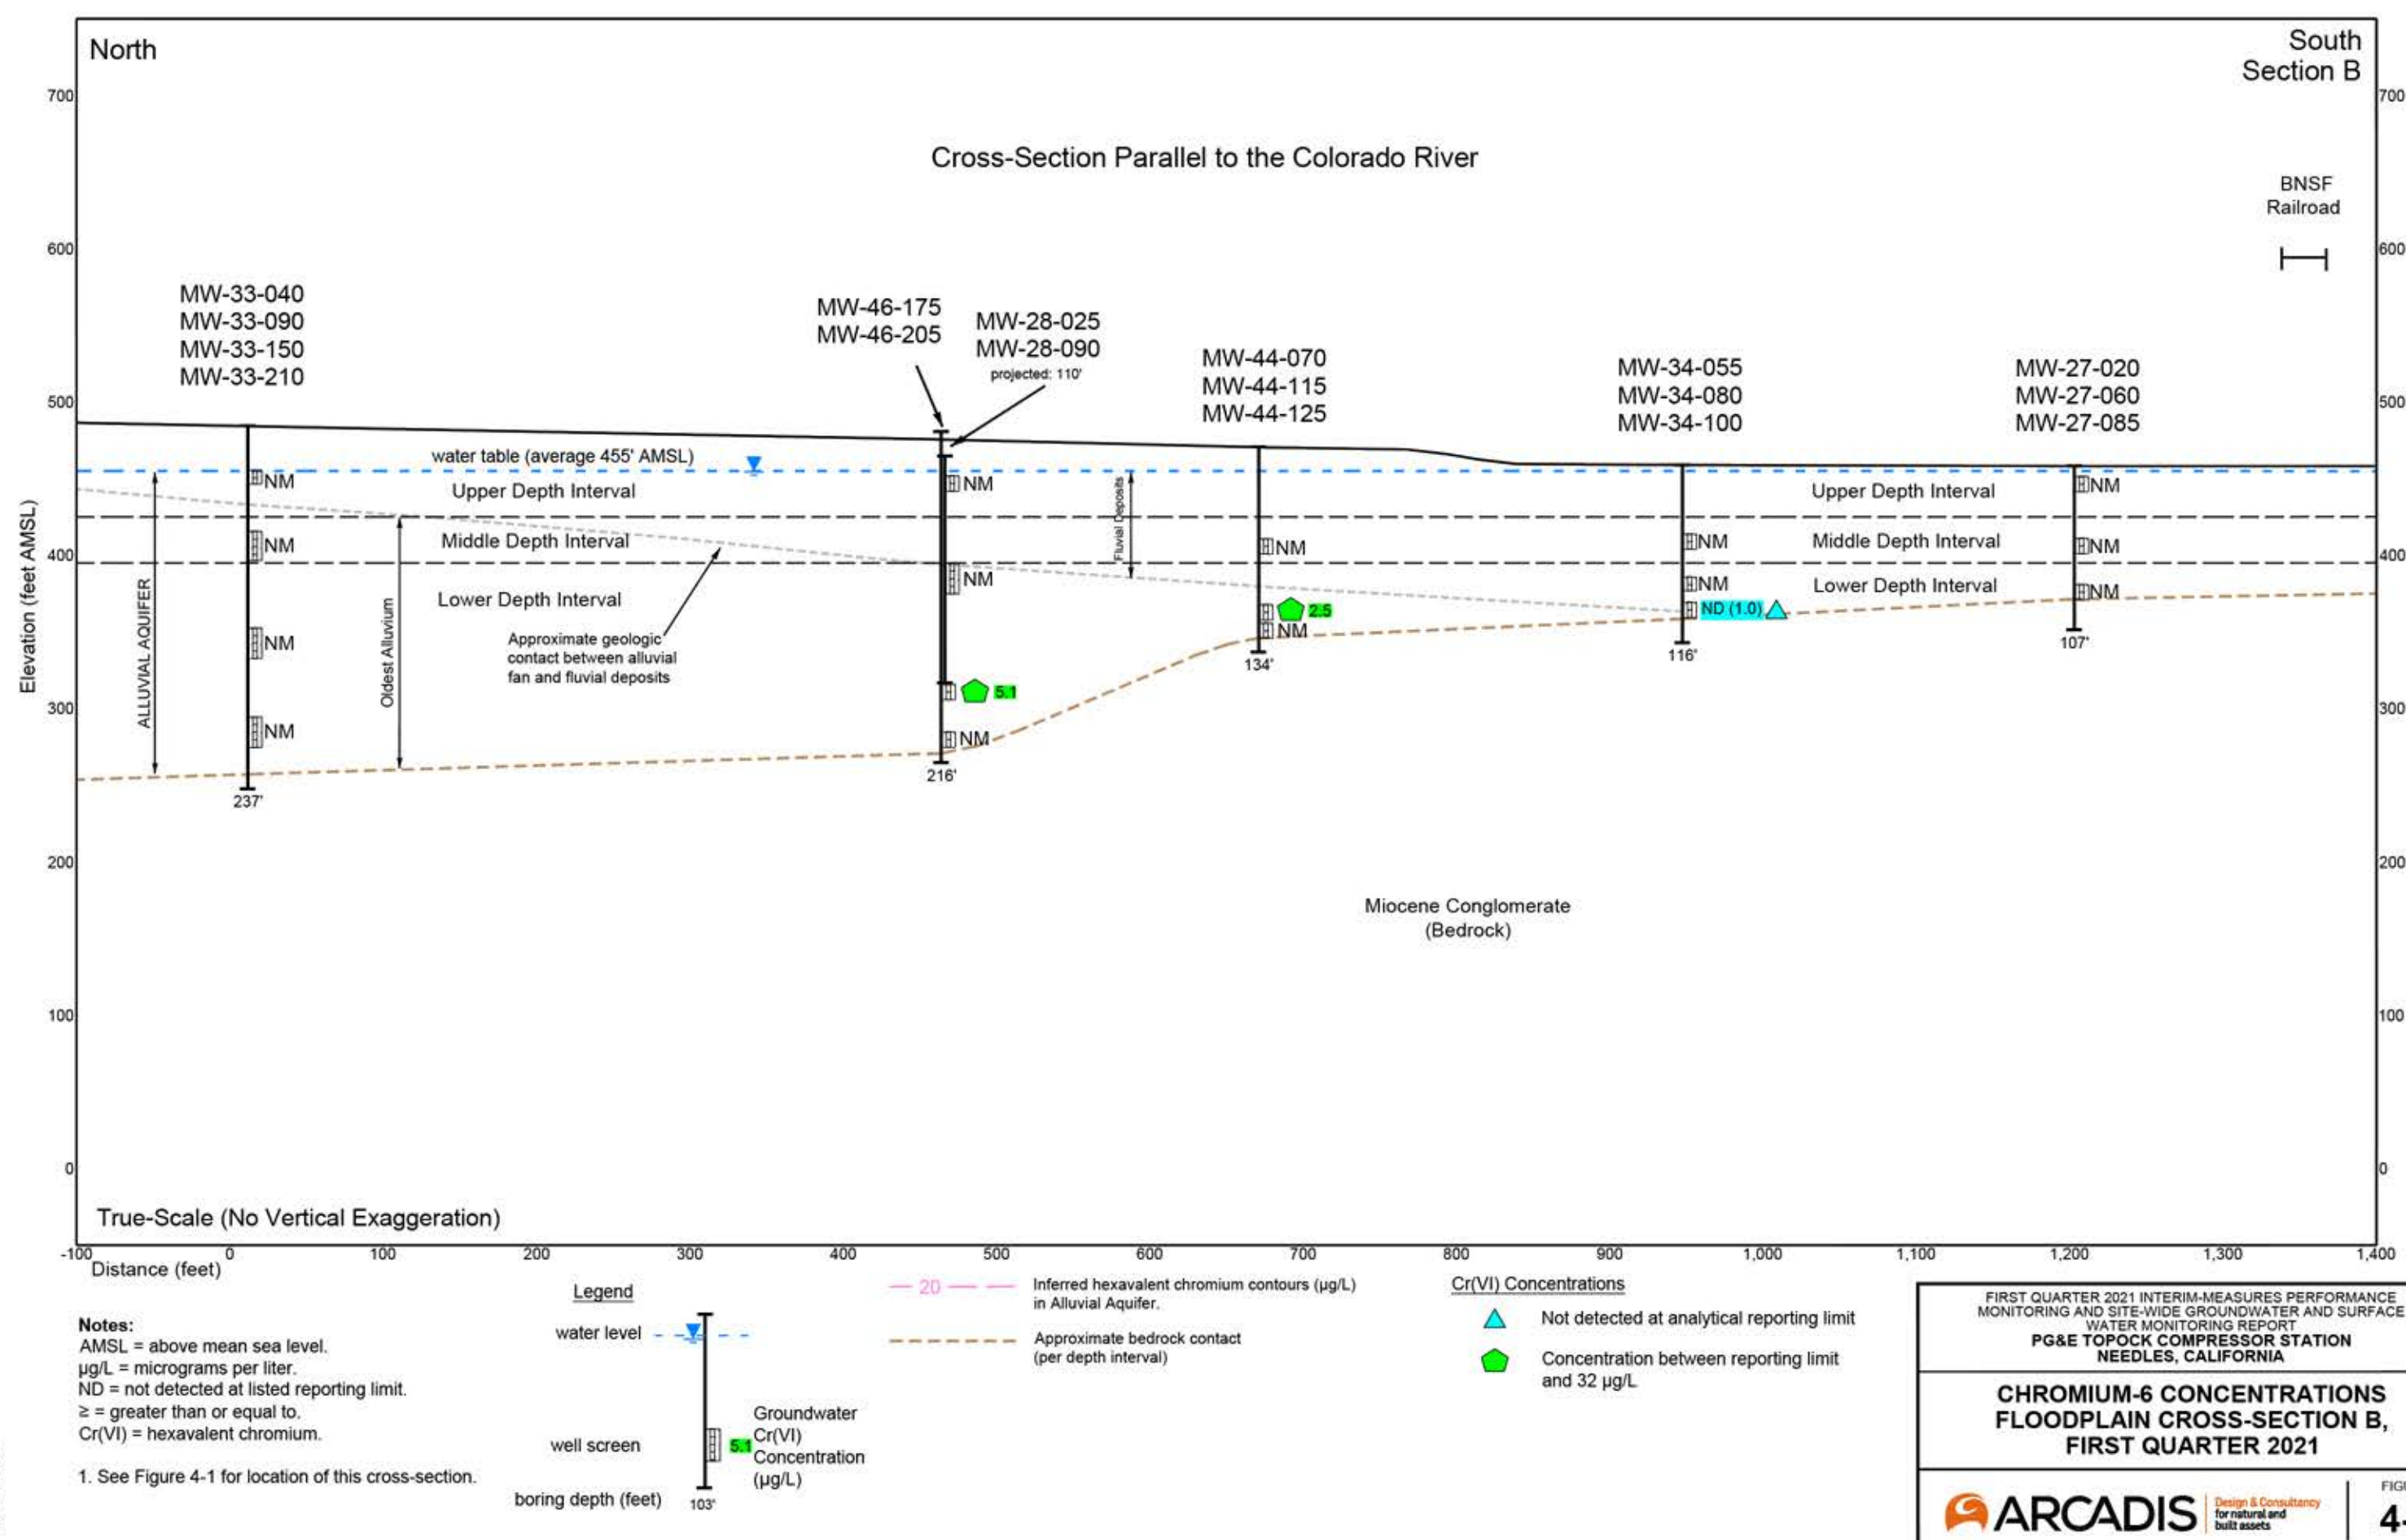 North
South
Section B
700
700
Cross-Section Parallel to the Colorado River
BNSF
Railroad
600
600
MW-33-040
MW-33-090
MW-33-150
MW-33-210
MW-46-175
MW-46-205
MW-28-025
MW-28-090
projected: 110'
MW-44-070
MW-44-115
MW-44-125
MW-34-055
MW-34-080
MW-34-100
MW-27-020
MW-27-060
MW-27-085
500
500
water table (average 455' AMSL)
NM
Upper Depth Interval
NM
Fluvial Deposits
Upper Depth Interval
NM
NM
Middle Depth Interval
NM
NM
Middle Depth Interval
NM
400
400
Elevation (feet AMSL)
ALLUVIAL AQUIFER
Oldest Alluvium
Lower Depth Interval
NM
NM
Lower Depth Interval
NM
2.5
ND (1.0)
NM
Approximate geologic
contact between alluvial
fan and fluvial deposits
NM
134'
116'
107'
5.1
300
300
NM
NM
216'
237'
200
200
Miocene Conglomerate
(Bedrock)
100
100
0
0
True-Scale (No Vertical Exaggeration)
-100 0 100 200 300 400 500 600 700 800 900 1,000 1,100 1,200 1,300 1,400
Distance (feet)
Notes:
AMSL = above mean sea level.
µg/L = micrograms per liter.
ND = not detected at listed reporting limit.
≥ = greater than or equal to.
Cr(VI) = hexavalent chromium.
1. See Figure 4-1 for location of this cross-section.
Legend
water level
well screen
5.1
Groundwater
Cr(VI)
Concentration
(µg/L)
boring depth (feet)
103'
20
Inferred hexavalent chromium contours (µg/L)
in Alluvial Aquifer.
Approximate bedrock contact
(per depth interval)
Cr(VI) Concentrations
Not detected at analytical reporting limit
Concentration between reporting limit
and 32 µg/L
FIRST QUARTER 2021 INTERIM-MEASURES PERFORMANCE
MONITORING AND SITE-WIDE GROUNDWATER AND SURFACE
WATER MONITORING REPORT
PG&E TOPOCK COMPRESSOR STATION
NEEDLES, CALIFORNIA
CHROMIUM-6 CONCENTRATIONS
FLOODPLAIN CROSS-SECTION B,
FIRST QUARTER 2021
ARCADIS
Design & Consultancy
for natural and
built assets